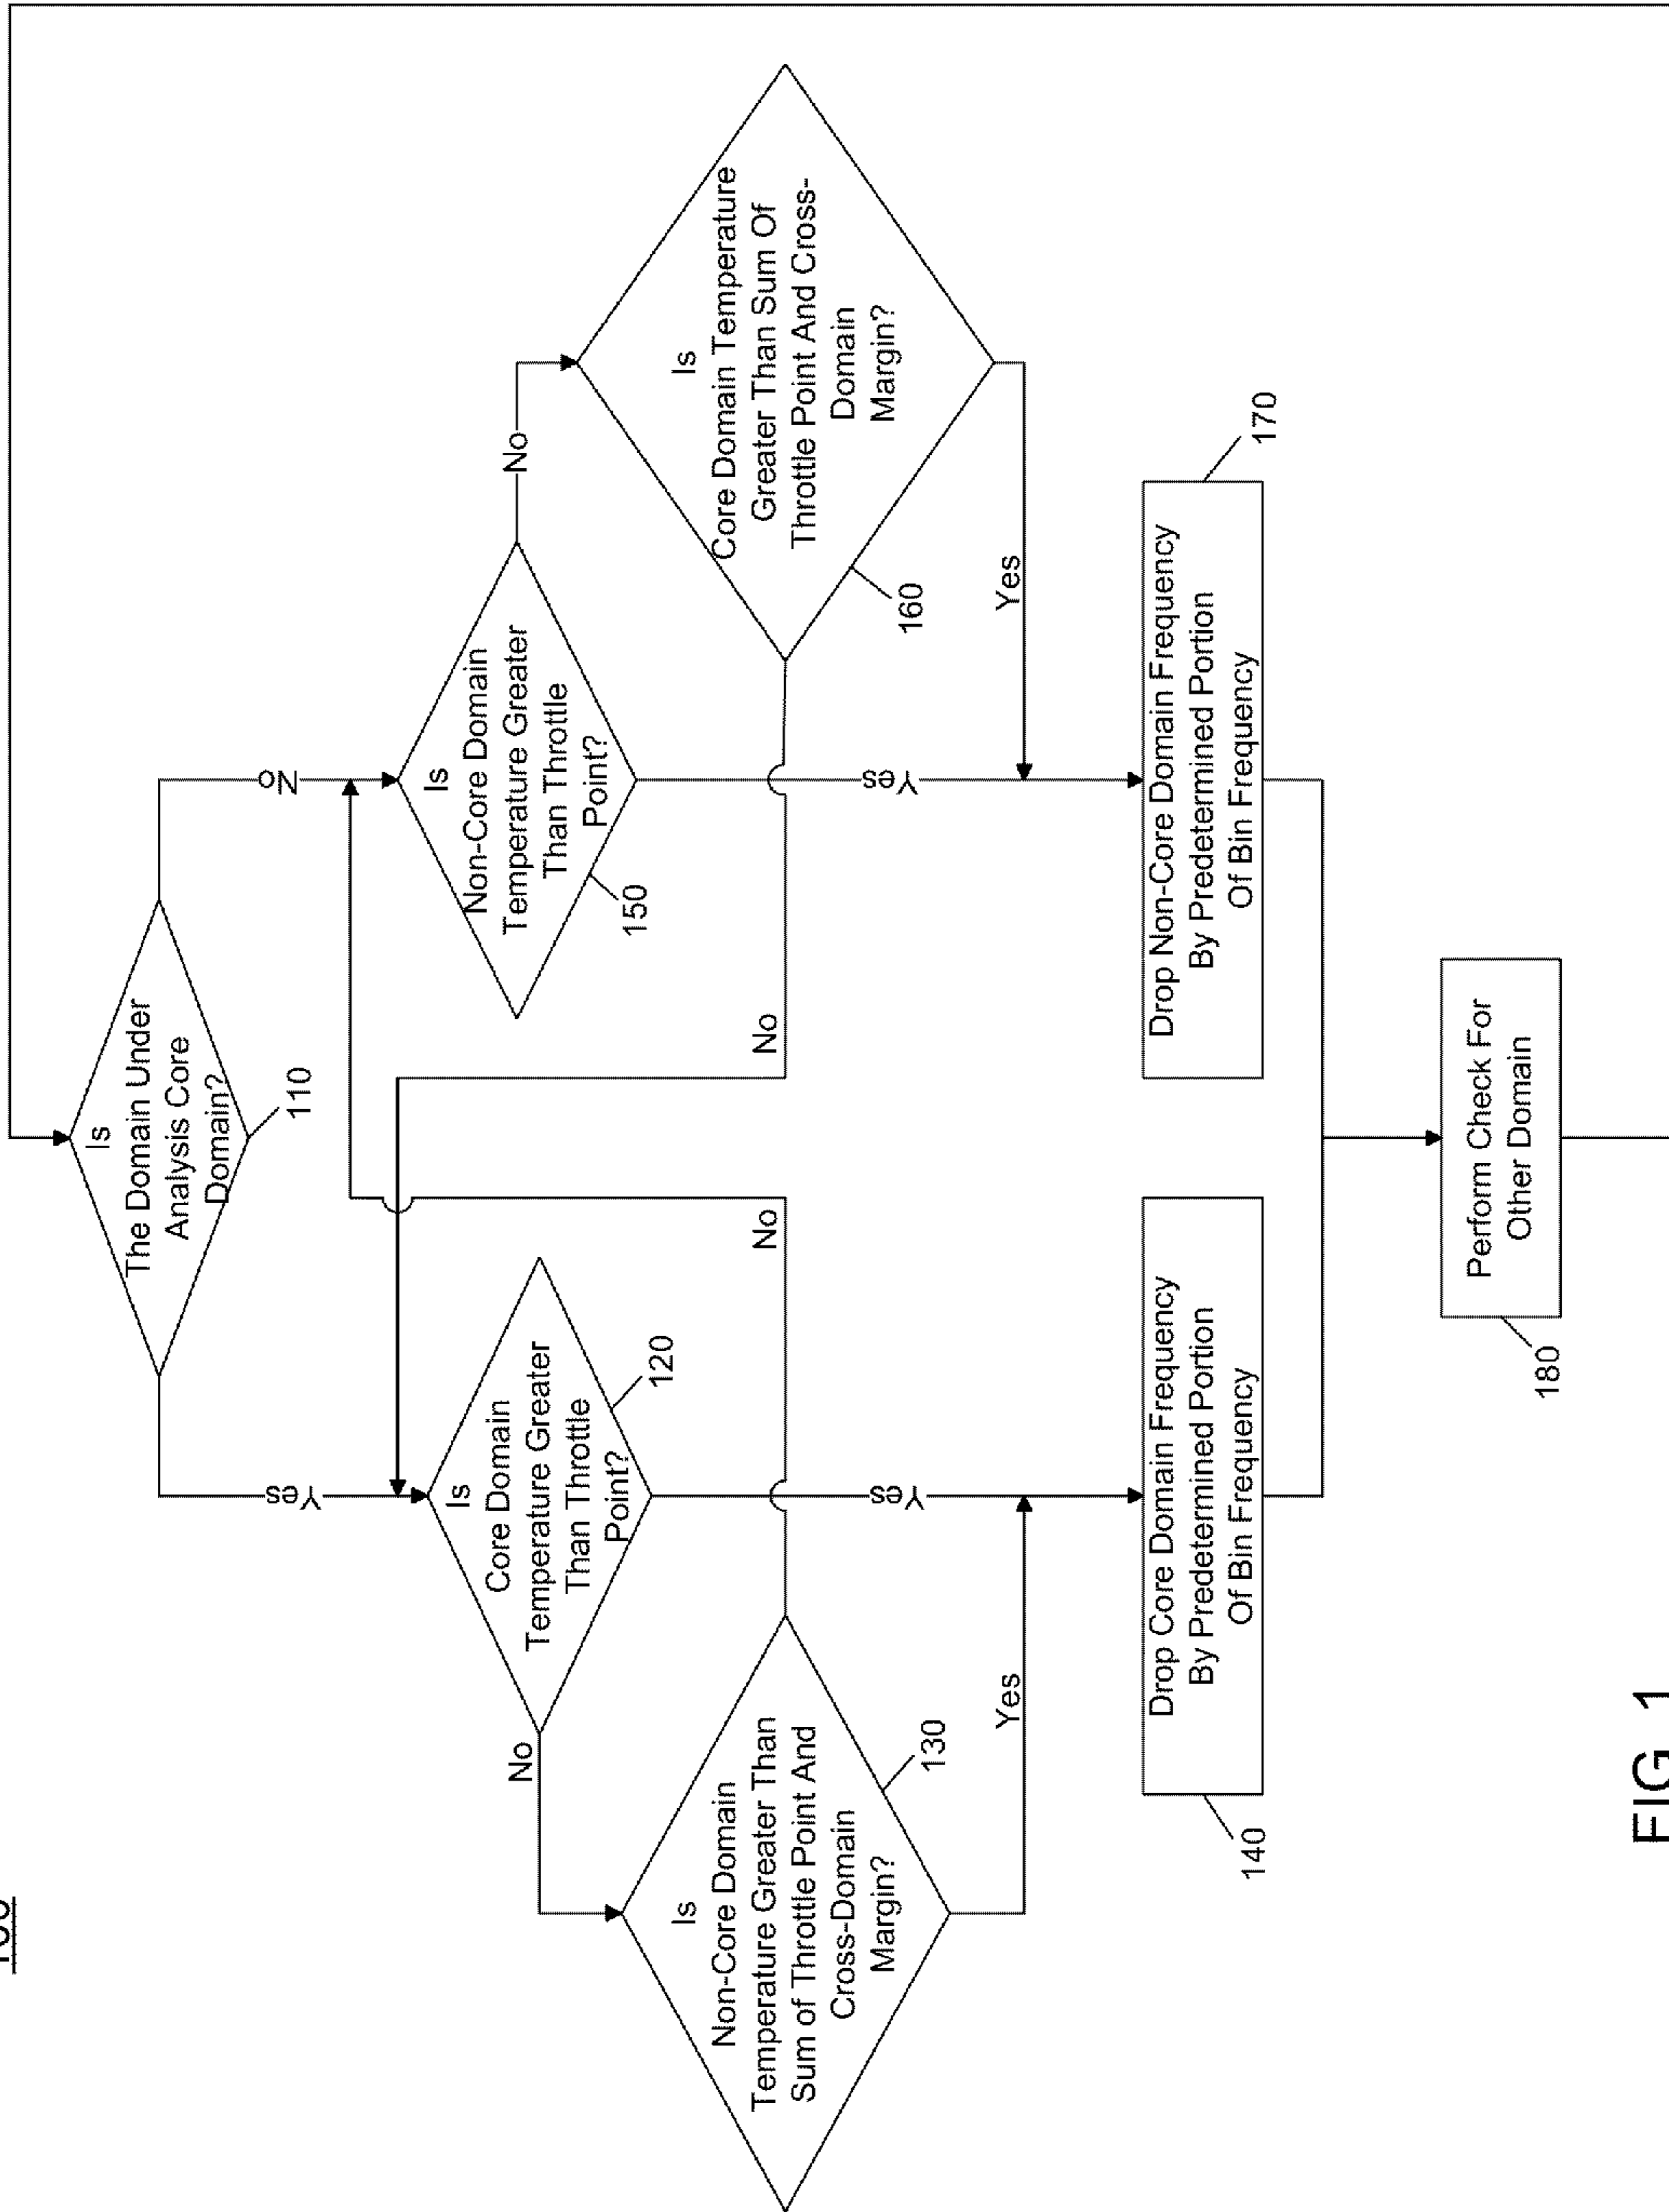 Is
The Domain Under
Analysis Core
Domain?
110
Yes
No
Is
Core Domain
Temperature Greater
Than Throttle
Point?
120
Is
Non-Core Domain
Temperature Greater
Than Throttle
Point?
150
No
No
Is
Non-Core Domain
Temperature Greater Than
Sum of Throttle Point And
Cross-Domain
Margin?
130
Is
Core Domain Temperature
Greater Than Sum Of
Throttle Point And Cross-
Domain
Margin?
160
No
No
Yes
Yes
Yes
Yes
Drop Core Domain Frequency
By Predetermined Portion
Of Bin Frequency
140
Drop Non-Core Domain Frequency
By Predetermined Portion
Of Bin Frequency
170
Perform Check For
Other Domain
180